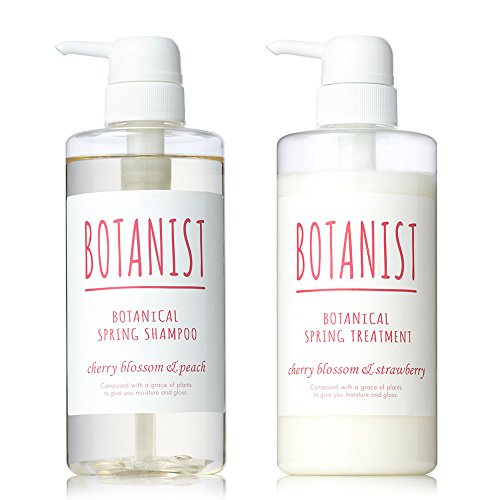 BOTANIST
BOTANICAL
SPRING SHAMPOO
cherry blossom & peach
Composed with a grace of plants
to give you moisture and gloss.
BOTANIST
BOTANICAL
SPRING TREATMENT
cherry blossom & strawberry
Composed with a grace of plants
to give you moisture and gloss.